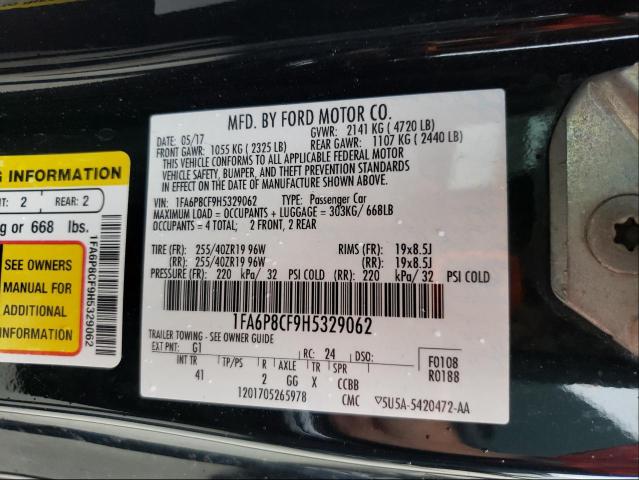 MFD. BY FORD MOTOR CO.
DATE: 05/17 GVWR: 2141 KG ( 4720 LB)
FRONT GAWR: 1055 KG ( 2325 LB) REAR GAWR: 1107 KG ( 2440 LB)
THIS VEHICLE CONFORMS TO ALL APPLICABLE FEDERAL MOTOR
VEHICLE SAFETY, BUMPER, AND THEFT PREVENTION STANDARDS
IN EFFECT ON THE DATE OF MANUFACTURE SHOWN ABOVE.
VIN: 1FA6P8CF9H5329062 TYPE: Passenger Car
MAXIMUM LOAD = OCCUPANTS + LUGGAGE = 303KG/ 668LB
OCCUPANTS = 4 TOTAL; 2 FRONT, 2 REAR
TIRE (FR): 255/40ZR19 96W RIMS (FR): 19x8.5J
(RR): 255/40ZR19 96W (RR): 19x8.5J
PRESSURE (FR): 220 kPa/ 32 PSI COLD (RR) 220 kPa/ 32 PSI COLD
1FA6P8CF9H5329062
TRAILER TOWING - SEE OWNER GUIDE
EXT PNT: G1 RC: 24 DSO:
F0108
R0188
INT TR TP/PS R AXLE TR SPR
41 2 GG X CCBB
1201705265978 CMC 5U5A-5420472-AA
G INFORMATION
NT: 2 REAR: 2
g or 668 lbs.
SEE OWNERS
MANUAL FOR
ADDITIONAL
INFORMATION
1FA6P8CF9H5329062